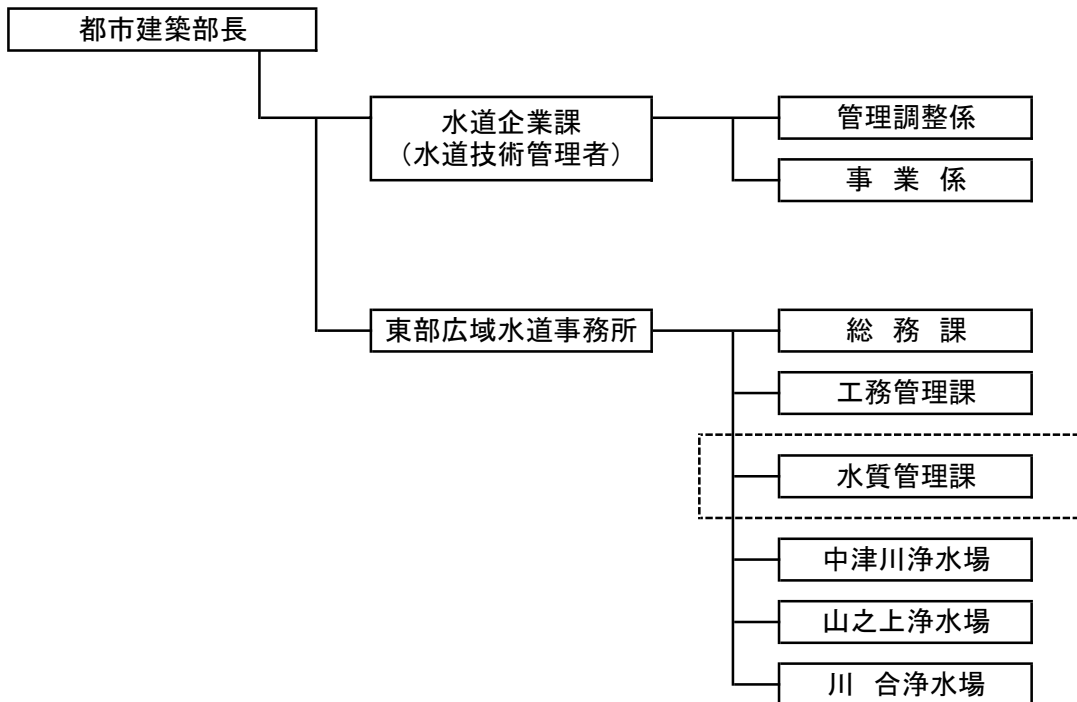 都市建築部長
水道企業課
（水道技術管理者）
管理調整係
事 業 係
東部広域水道事務所
総 務 課
工務管理課
水質管理課
中津川浄水場
山之上浄水場
川 合浄水場